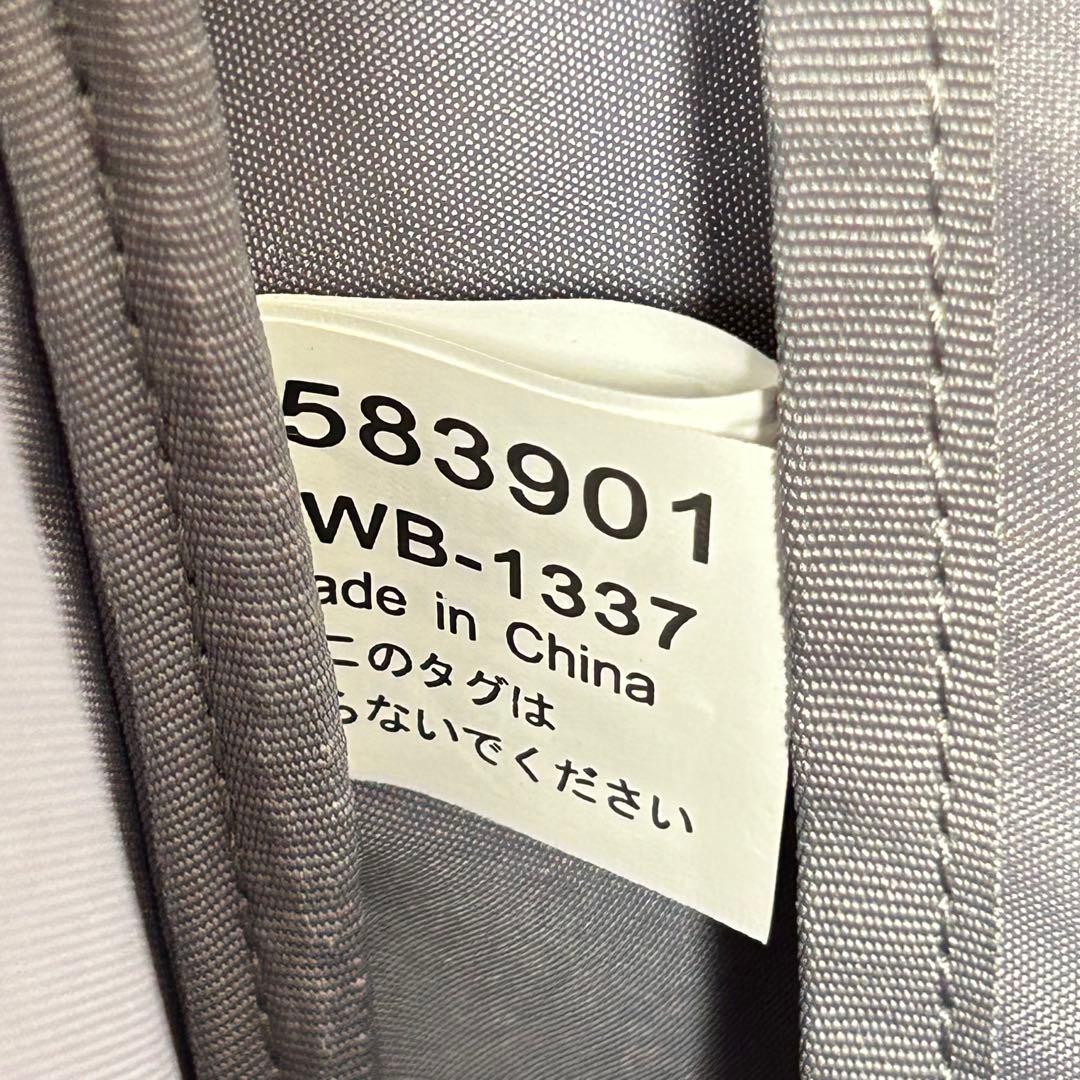 583901
WB-1337
ade in China
このタグは
らないでください